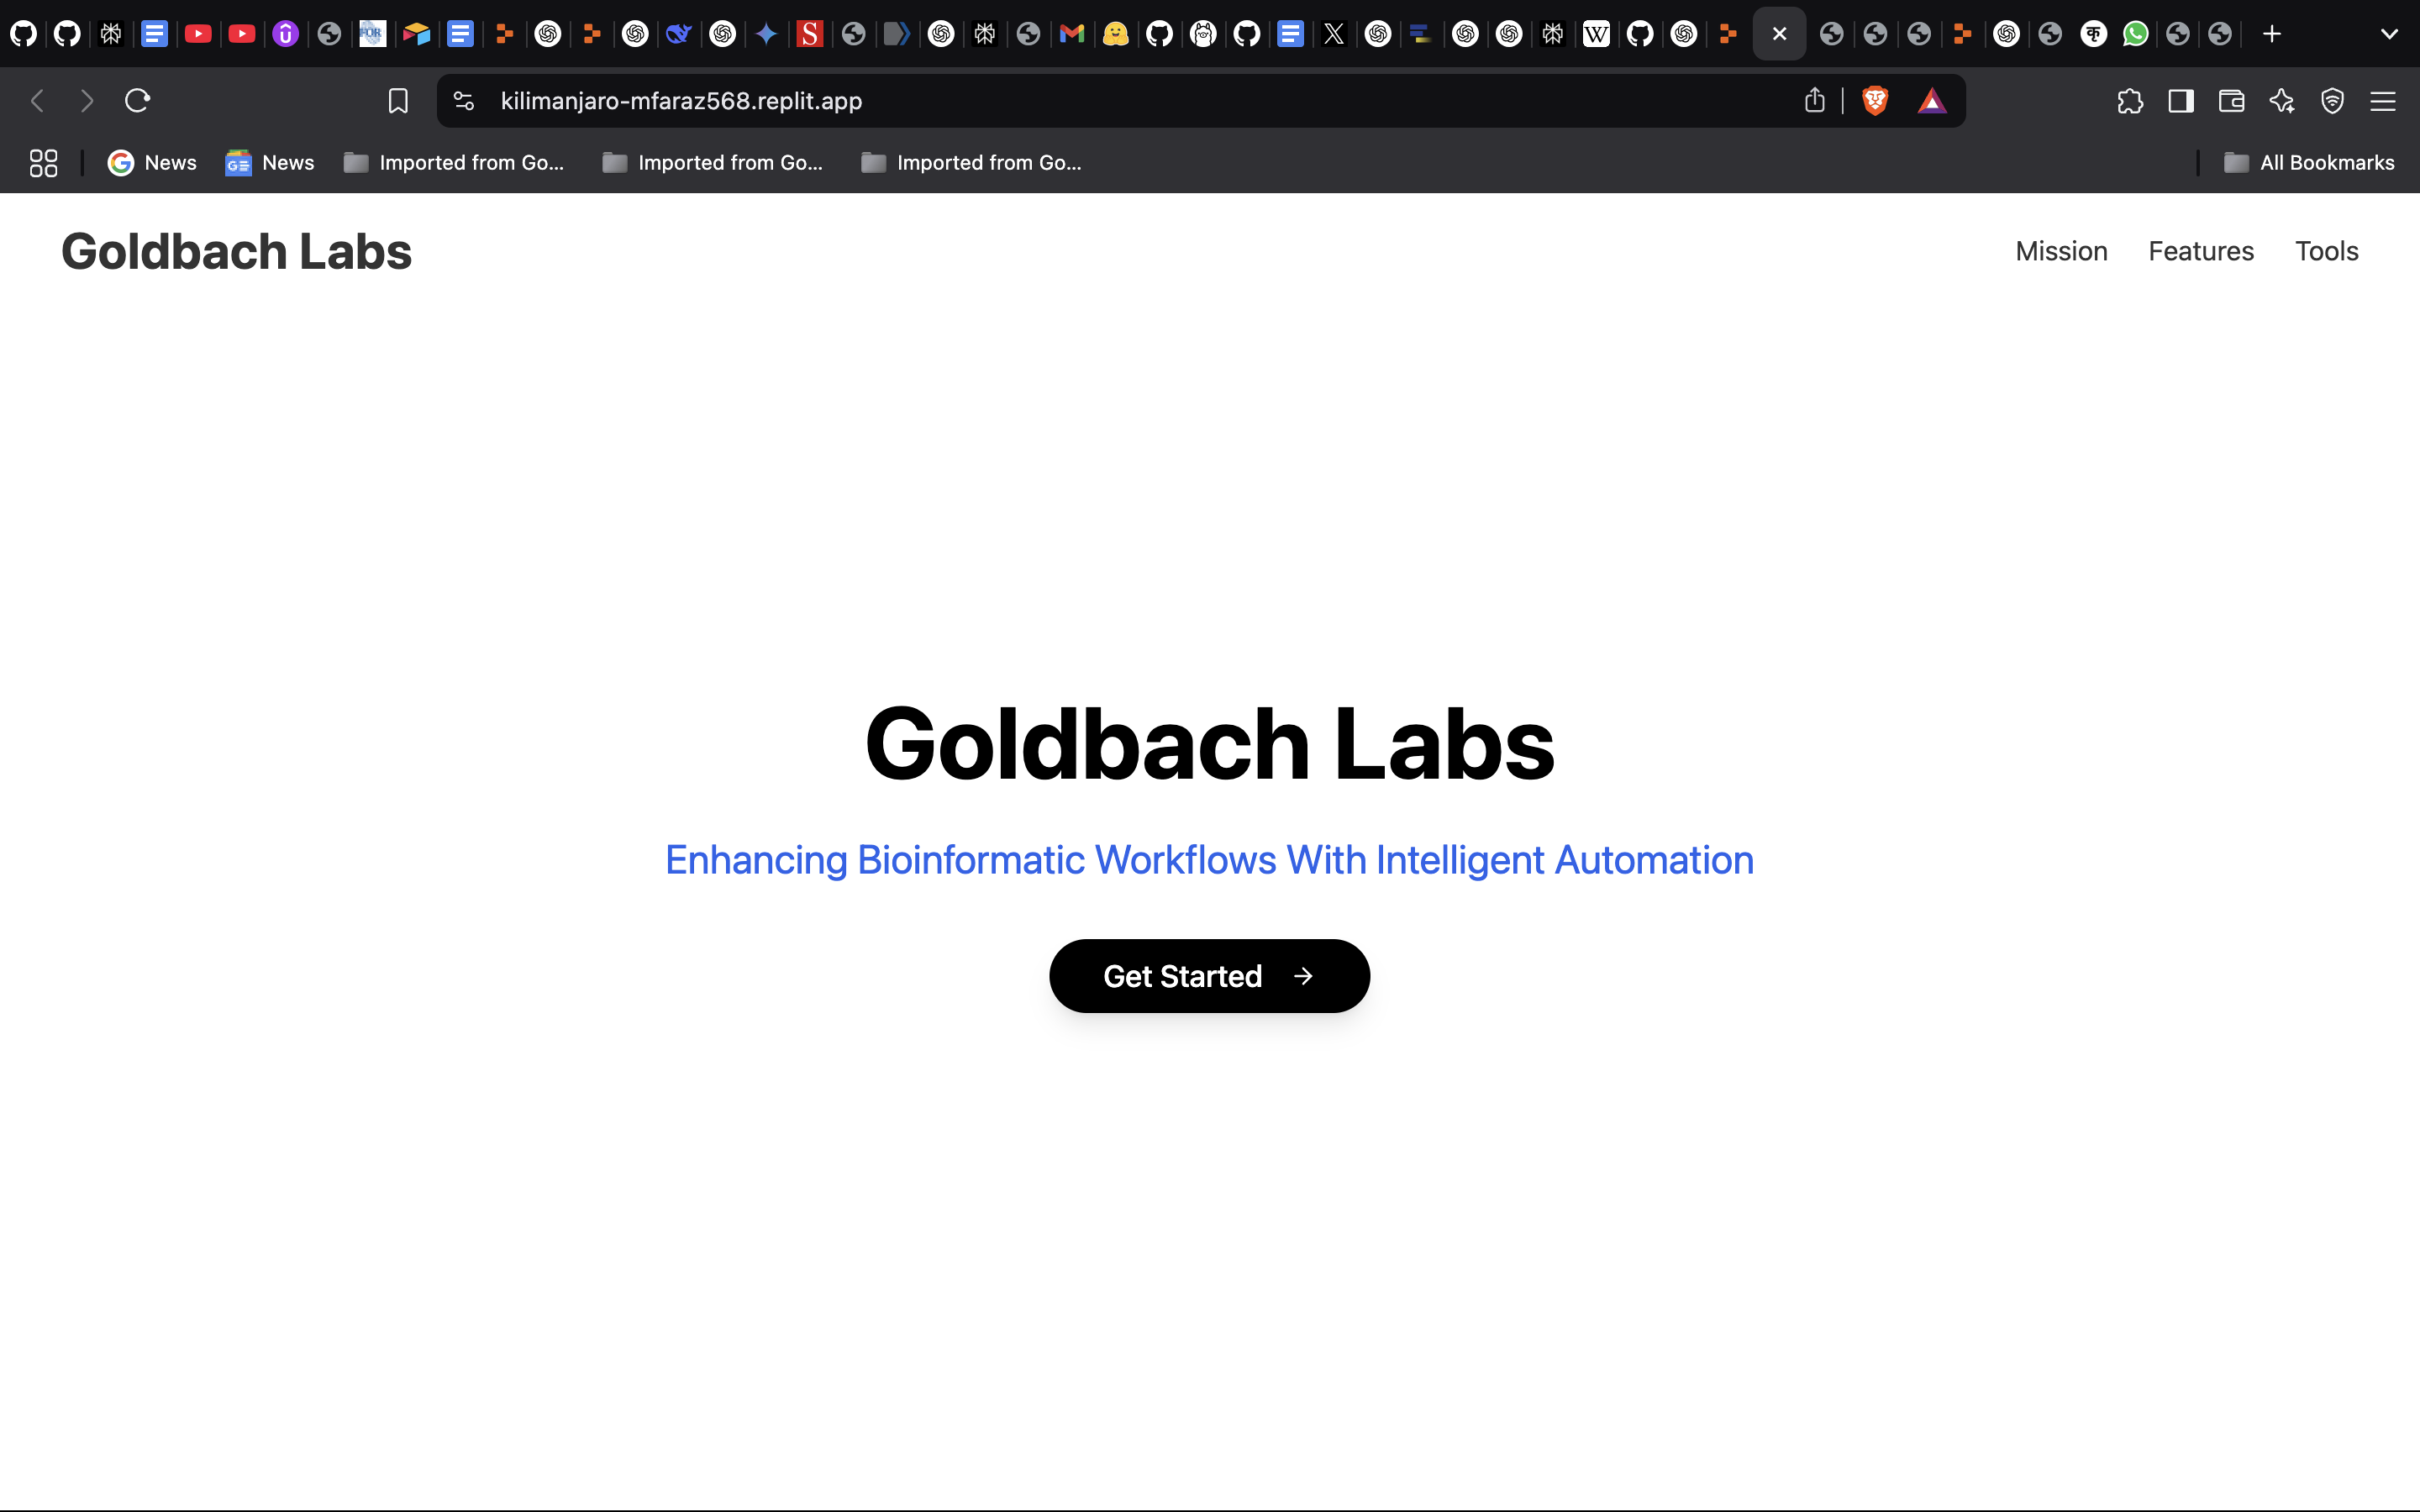 kilimanjaro-mfaraz568.replit.app
News
News
Imported from Go...
Imported from Go...
Imported from Go...
All Bookmarks
Goldbach Labs
Mission
Features
Tools
Goldbach Labs
Enhancing Bioinformatic Workflows With Intelligent Automation
Get Started